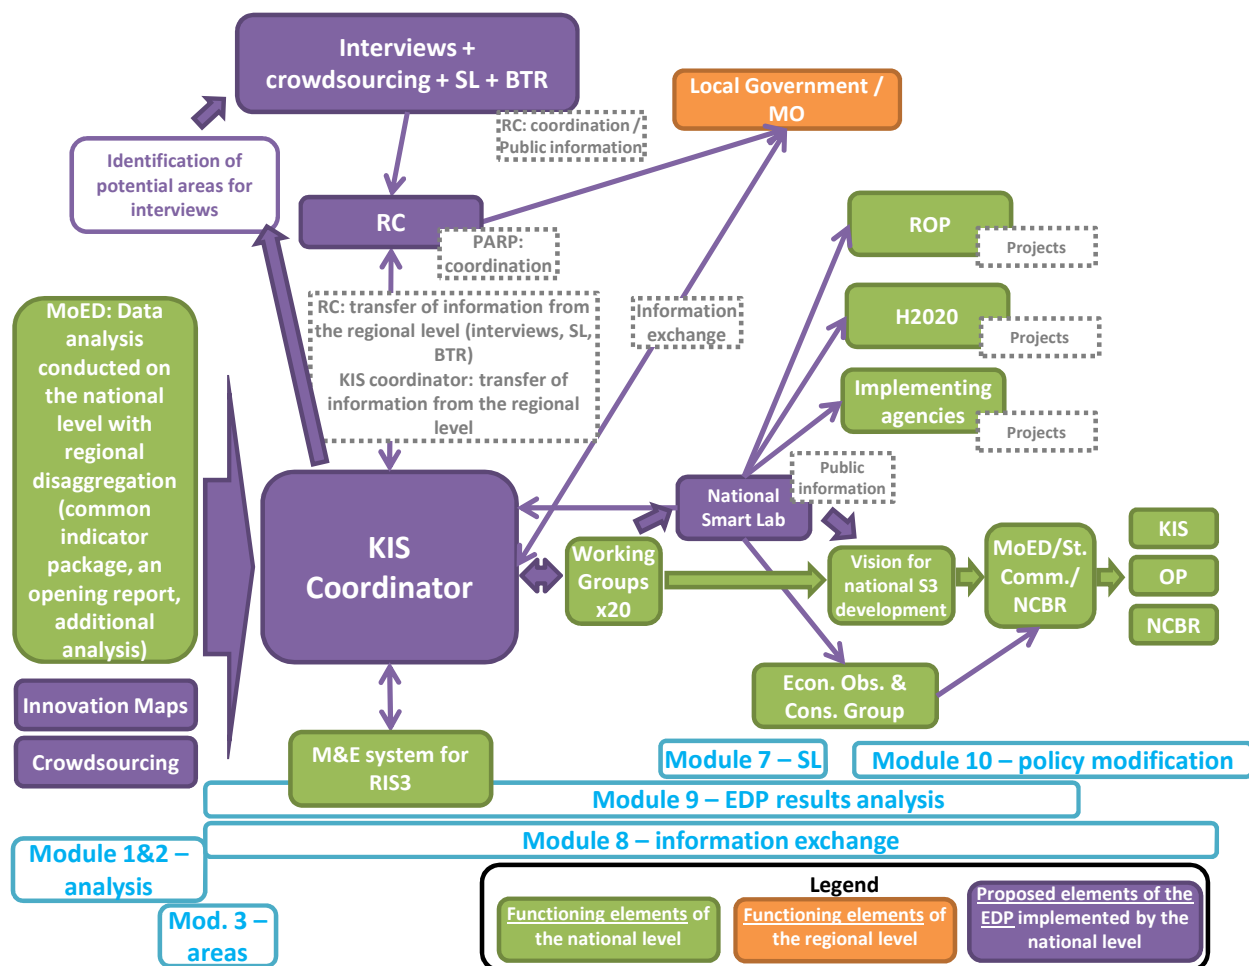 Interviews +
crowdsourcing + SL + BTR
Local Government /
MO
RC: coordination /
Public information
Identification of
potential areas for
interviews
RC
PARP:
coordination
ROP
Projects
MoED: Data
analysis
conducted on
the national
level with
regional
disaggregation
(common
indicator
package, an
opening report,
additional
analysis)
RC: transfer of information from
the regional level (interviews, SL,
BTR)
KIS coordinator: transfer of
information from the regional
level
Information
exchange
H2020
Projects
Implementing
agencies
Projects
Public
information
National
Smart Lab
KIS
Coordinator
Working
Groups
x20
Vision for
national S3
development
MoED/St.
Comm./
NCBR
KIS
OP
NCBR
Econ. Obs. &
Cons. Group
Innovation Maps
Crowdsourcing
M&E system for
RIS3
Module 7 – SL
Module 10 – policy modification
Module 9 – EDP results analysis
Module 8 – information exchange
Module 1&2 –
analysis
Mod. 3 –
areas
Legend
Functioning elements of
the national level
Functioning elements of
the regional level
Proposed elements of the
EDP implemented by the
national level